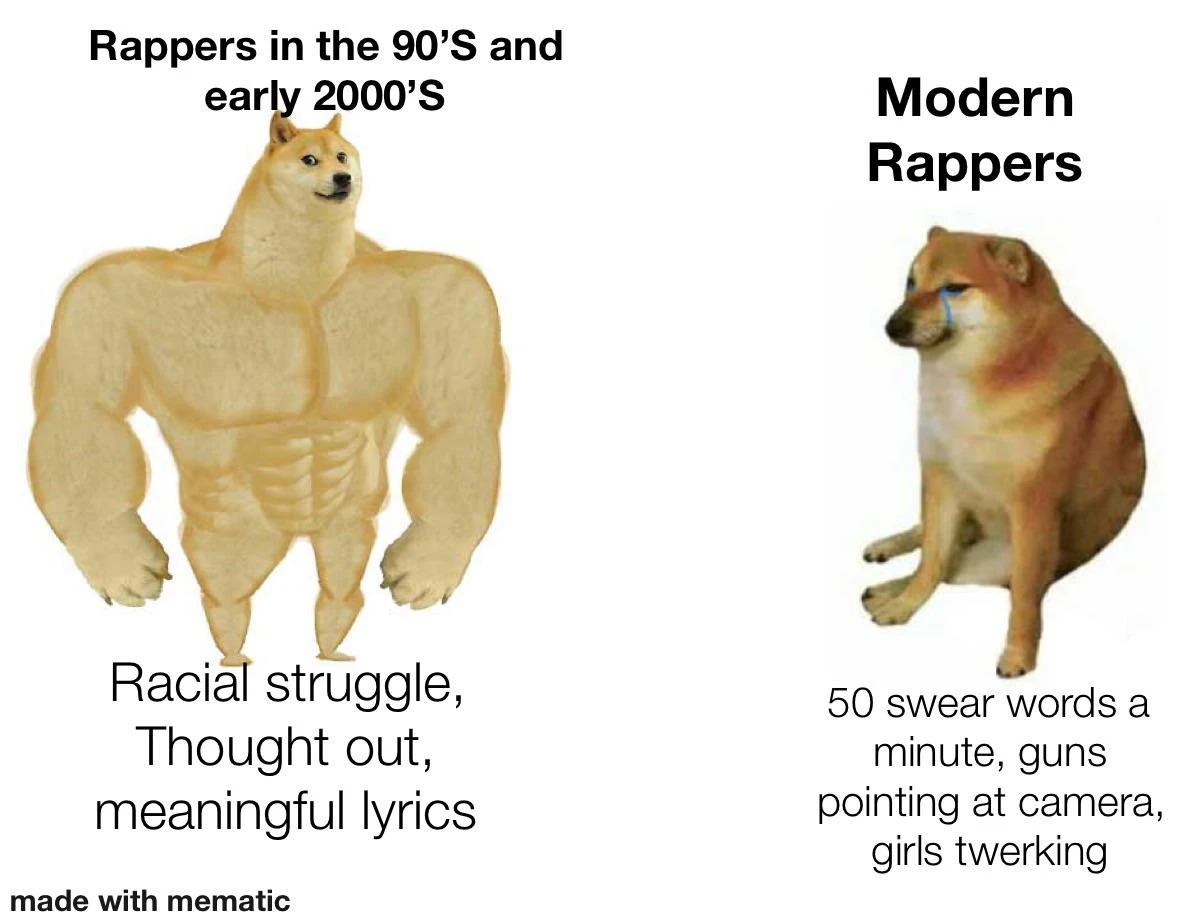 Rappers in the 90’S and
early 2000’S
Modern
Rappers
Racial struggle,
Thought out,
meaningful lyrics
50 swear words a
minute, guns
pointing at camera,
girls twerking
made with mematic